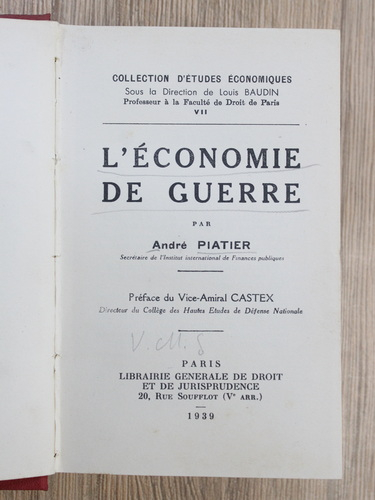 COLLECTION D'ÉTUDES ÉCONOMIQUES
Sous la Direction de Louis BAUDIN
Professeur à la Faculté de Droit de Paris
VII
L'ÉCONOMIE
DE GUERRE
PAR
André PIATIER
Secrétaire de l'Institut international de Finances publiques
Préface du Vice-Amiral CASTEX
Directeur du Collège des Hautes Etudes de Défense Nationale
PARIS
LIBRAIRIE GENERALE DE DROIT
ET DE JURISPRUDENCE
20, RUE SOUFFLOT (Vᵉ ARR.)
1939